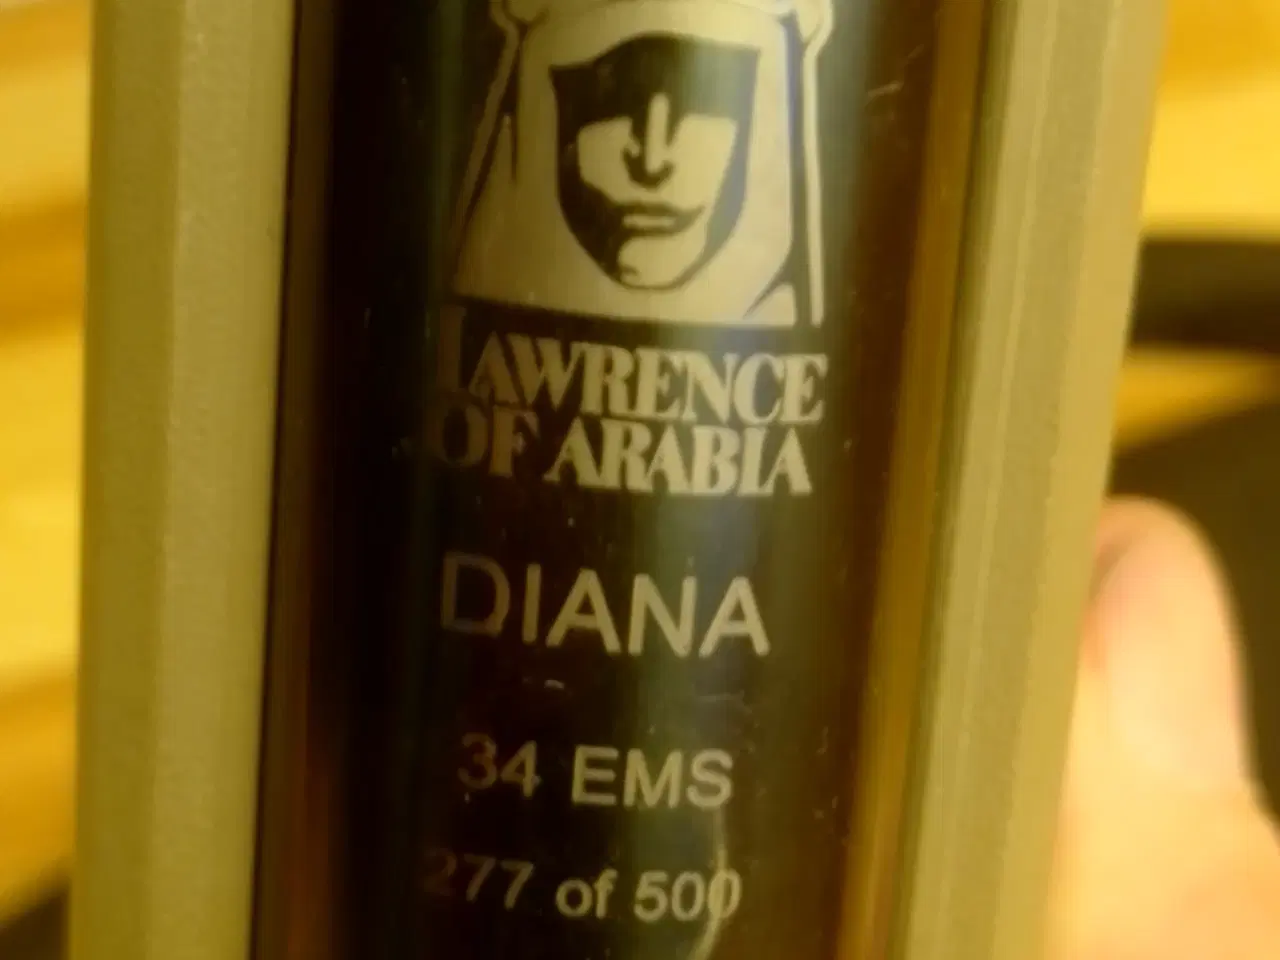 LAWRENCE
OF ARABIA
DIANA
34 EMS
277 of 500